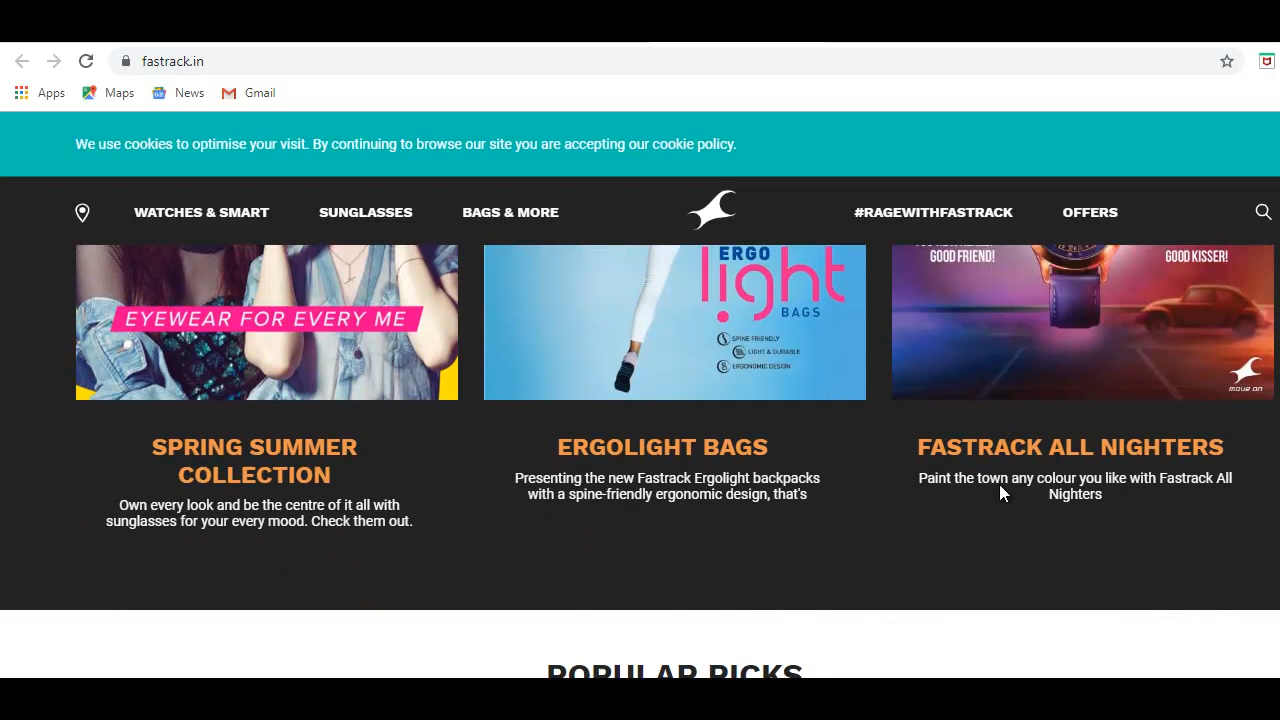 fastrack.in
Apps Maps News Gmail
We use cookies to optimise your visit. By continuing to browse our site you are accepting our cookie policy.
WATCHES & SMART SUNGLASSES BAGS & MORE #RAGEWITHFASTRACK OFFERS
EYEWEAR FOR EVERY ME
ERGO
light
BAGS
SPINE FRIENDLY
LIGHT & DURABLE
ERGONOMIC DESIGN
GOOD FRIEND!
GOOD KISSER!
move on
SPRING SUMMER
COLLECTION
Own every look and be the centre of it all with
sunglasses for your every mood. Check them out.
ERGOLIGHT BAGS
Presenting the new Fastrack Ergolight backpacks
with a spine-friendly ergonomic design, that's
FASTRACK ALL NIGHTERS
Paint the town any colour you like with Fastrack All
Nighters
POPULAR PICKS